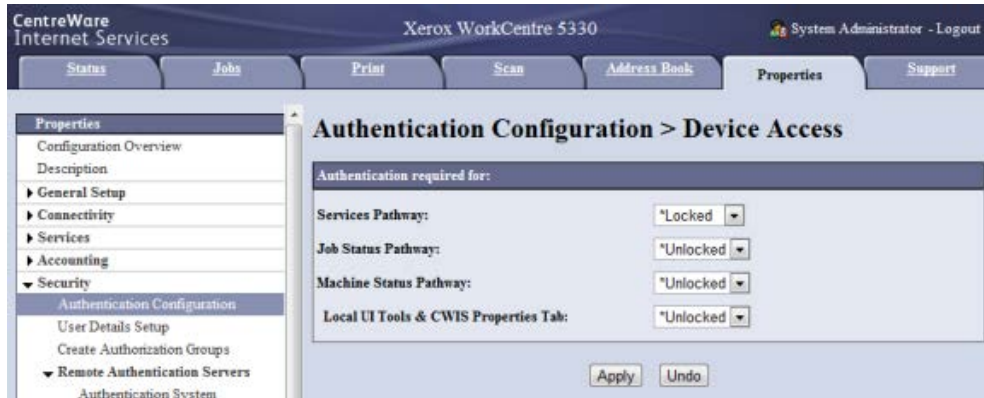 CentreWare
Internet Services
Xerox WorkCentre 5330
System Administrator - Logout
Status
Jobs
Print
Scan
Address Book
Properties
Support
Properties
Configuration Overview
Description
General Setup
Connectivity
Services
Accounting
Security
Authentication Configuration
User Details Setup
Create Authorization Groups
Remote Authentication Servers
Authentication System
Authentication Configuration > Device Access
Authentication required for:
Services Pathway: *Locked
Job Status Pathway: *Unlocked
Machine Status Pathway: *Unlocked
Local UI Tools & CWIS Properties Tab: *Unlocked
Apply Undo